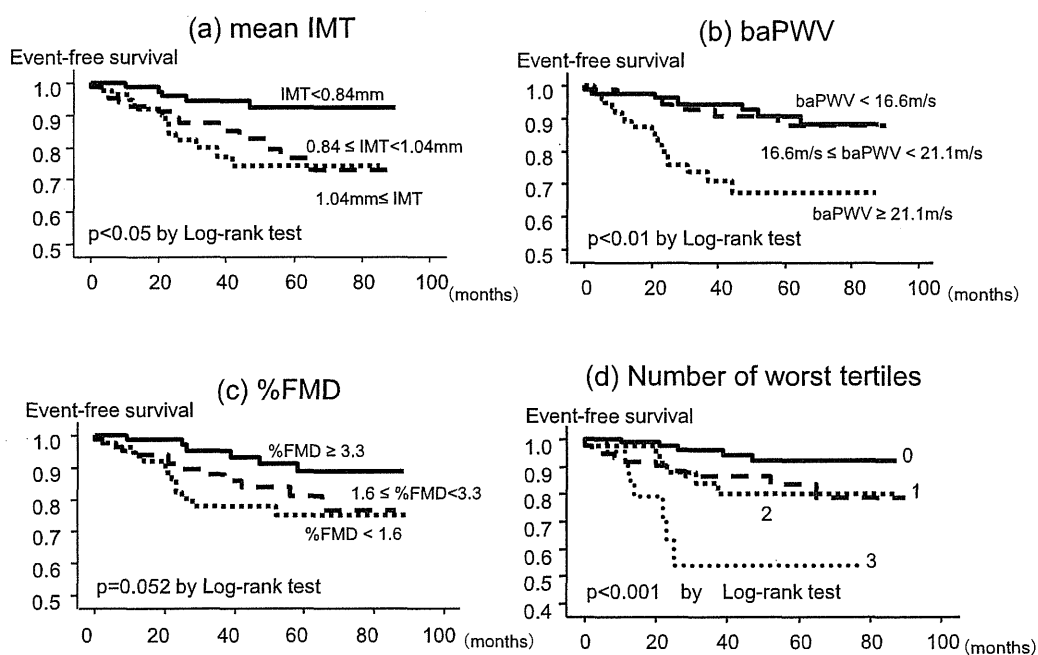 (a) mean IMT
Event-free survival
1.0
0.9
0.8
0.7
0.6
0.5
IMT<0.84mm
0.84 ≤ IMT<1.04mm
1.04mm≤ IMT
p<0.05 by Log-rank test
0 20 40 60 80 100 (months)
(b) baPWV
Event-free survival
1.0
0.9
0.8
0.7
0.6
0.5
baPWV < 16.6m/s
16.6m/s ≤ baPWV < 21.1m/s
baPWV ≥ 21.1m/s
p<0.01 by Log-rank test
0 20 40 60 80 100 (months)
(c) %FMD
Event-free survival
1.0
0.9
0.8
0.7
0.6
0.5
%FMD ≥ 3.3
1.6 ≤ %FMD<3.3
%FMD < 1.6
p=0.052 by Log-rank test
0 20 40 60 80 100 (months)
(d) Number of worst tertiles
Event-free survival
1.0
0.9
0.8
0.7
0.6
0.5
0.4
0
1
2
3
p<0.001 by Log-rank test
0 20 40 60 80 100 (months)